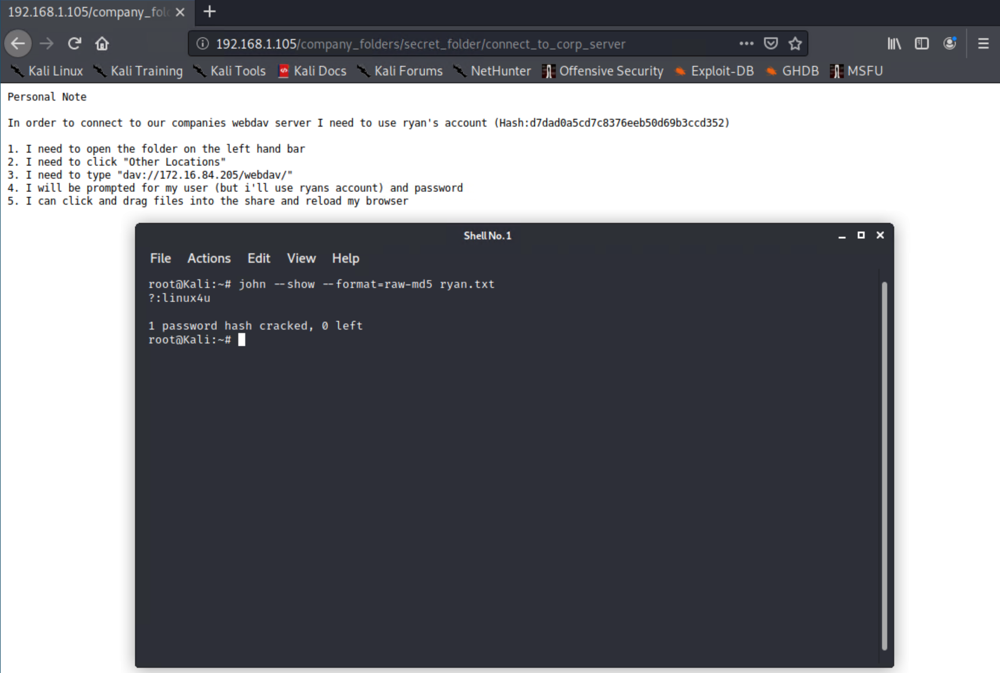 192.168.1.105/company_fol
192.168.1.105/company_folders/secret_folder/connect_to_corp_server
Kali Linux Kali Training Kali Tools Kali Docs Kali Forums NetHunter Offensive Security Exploit-DB GHDB MSFU
Personal Note
In order to connect to our companies webdav server I need to use ryan's account (Hash:d7dad0a5cd7c8376eeb50d69b3ccd352)
1. I need to open the folder on the left hand bar
2. I need to click "Other Locations"
3. I need to type "dav://172.16.84.205/webdav/"
4. I will be prompted for my user (but i'll use ryans account) and password
5. I can click and drag files into the share and reload my browser
Shell No.1
File Actions Edit View Help
root@Kali:~# john --show --format=raw-md5 ryan.txt
?:linux4u
1 password hash cracked, 0 left
root@Kali:~#